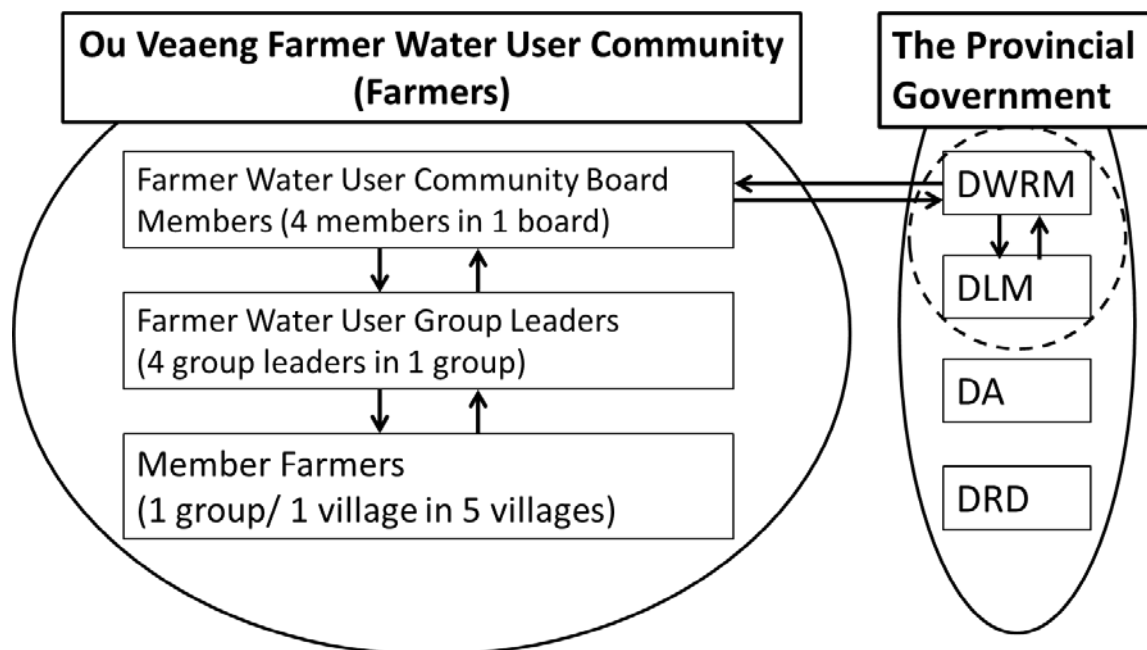 Ou Veaeng Farmer Water User Community
(Farmers)
Farmer Water User Community Board
Members (4 members in 1 board)
Farmer Water User Group Leaders
(4 group leaders in 1 group)
Member Farmers
(1 group/ 1 village in 5 villages)
The Provincial
Government
DWRM
DLM
DA
DRD